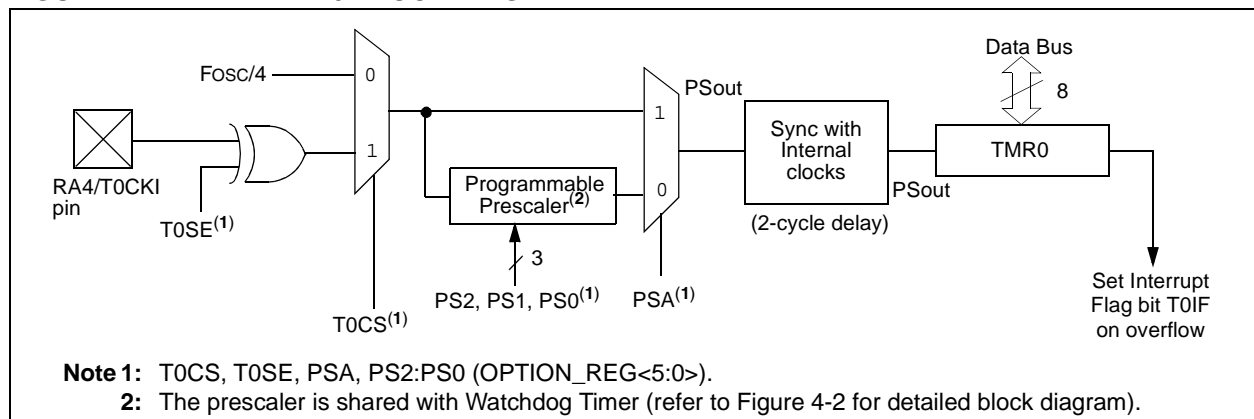 Data Bus
FOSC/4
0
PSout
8
1
Sync with
Internal
clocks
TMR0
1
RA4/T0CKI
pin
Programmable
Prescaler(2)
0
PSout
T0SE(1)
(2-cycle delay)
3
PS2, PS1, PS0(1)
PSA(1)
T0CS(1)
Set Interrupt
Flag bit T0IF
on overflow
Note 1: T0CS, T0SE, PSA, PS2:PS0 (OPTION_REG<5:0>).
2: The prescaler is shared with Watchdog Timer (refer to Figure 4-2 for detailed block diagram).